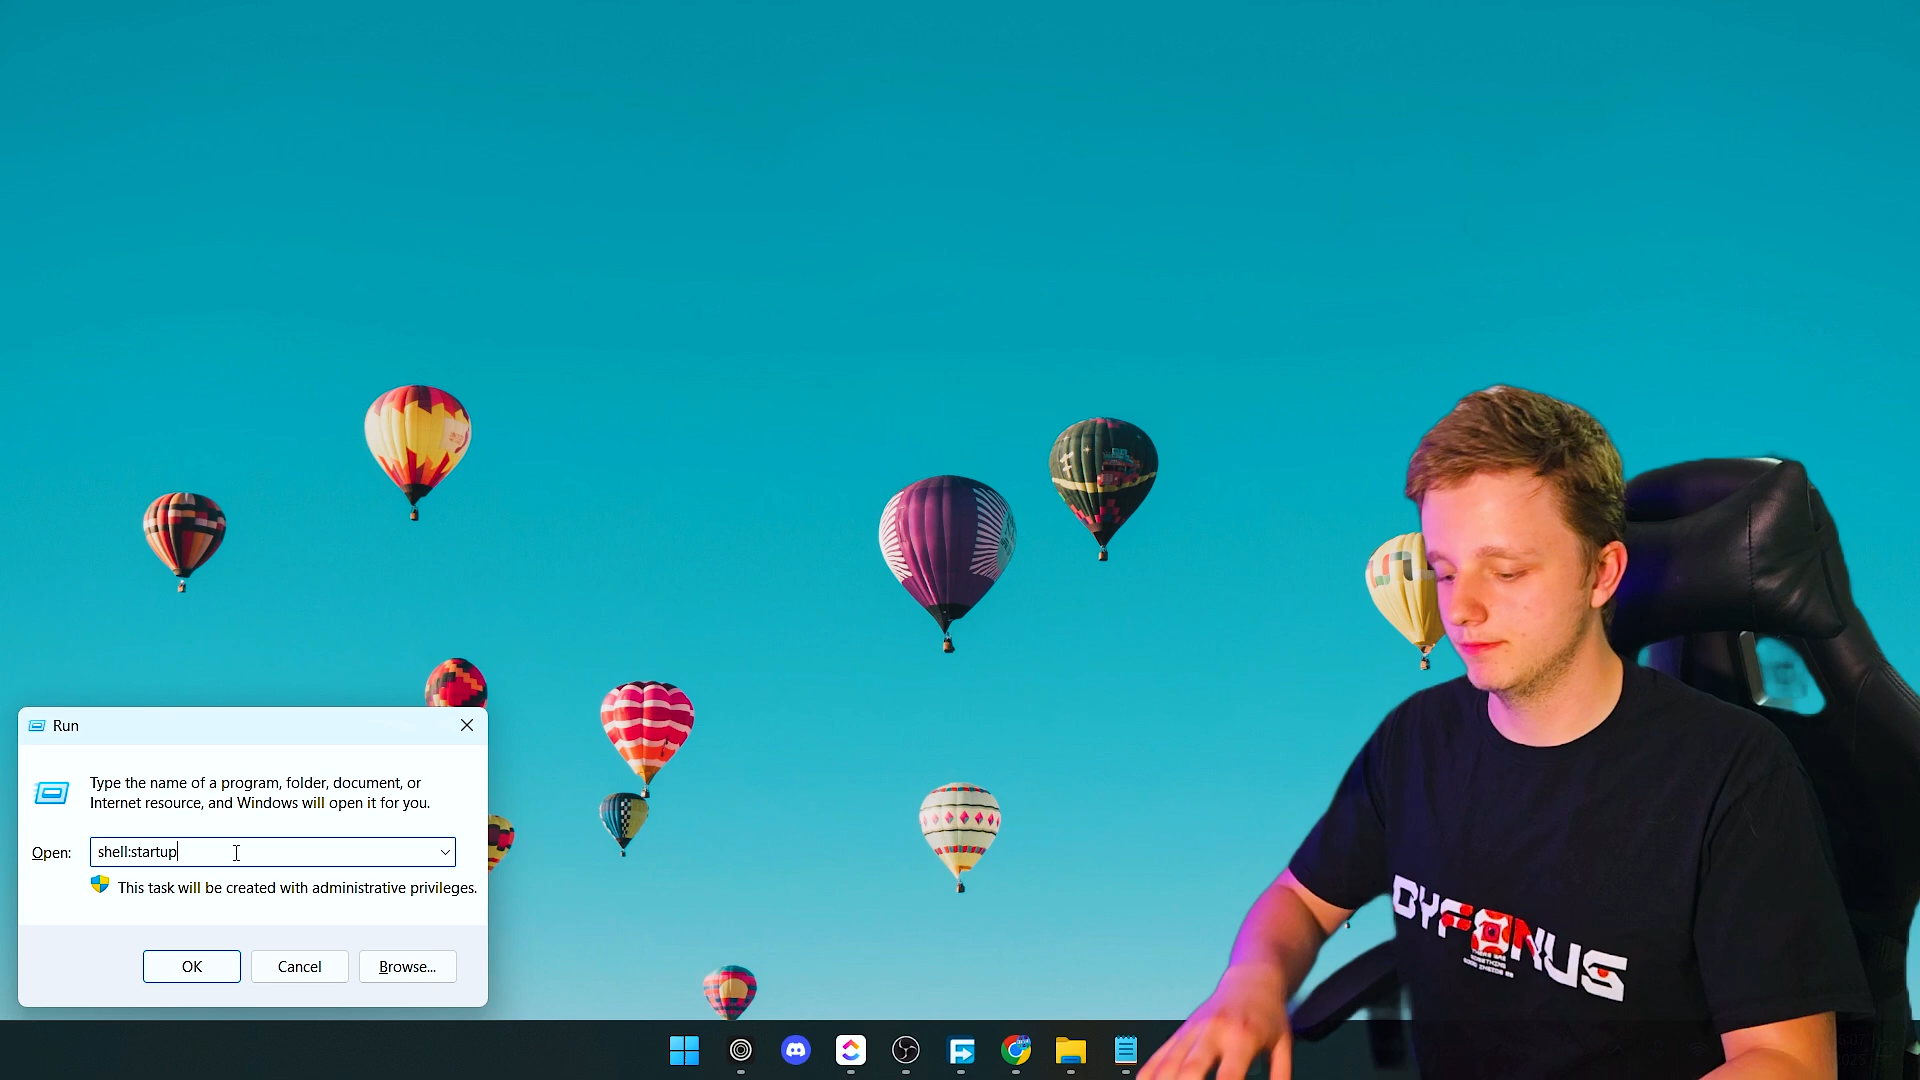 Run
Type the name of a program, folder, document, or
Internet resource, and Windows will open it for you.
Open:
shell:startup
This task will be created with administrative privileges.
OK
Cancel
Browse...
DYFONUS